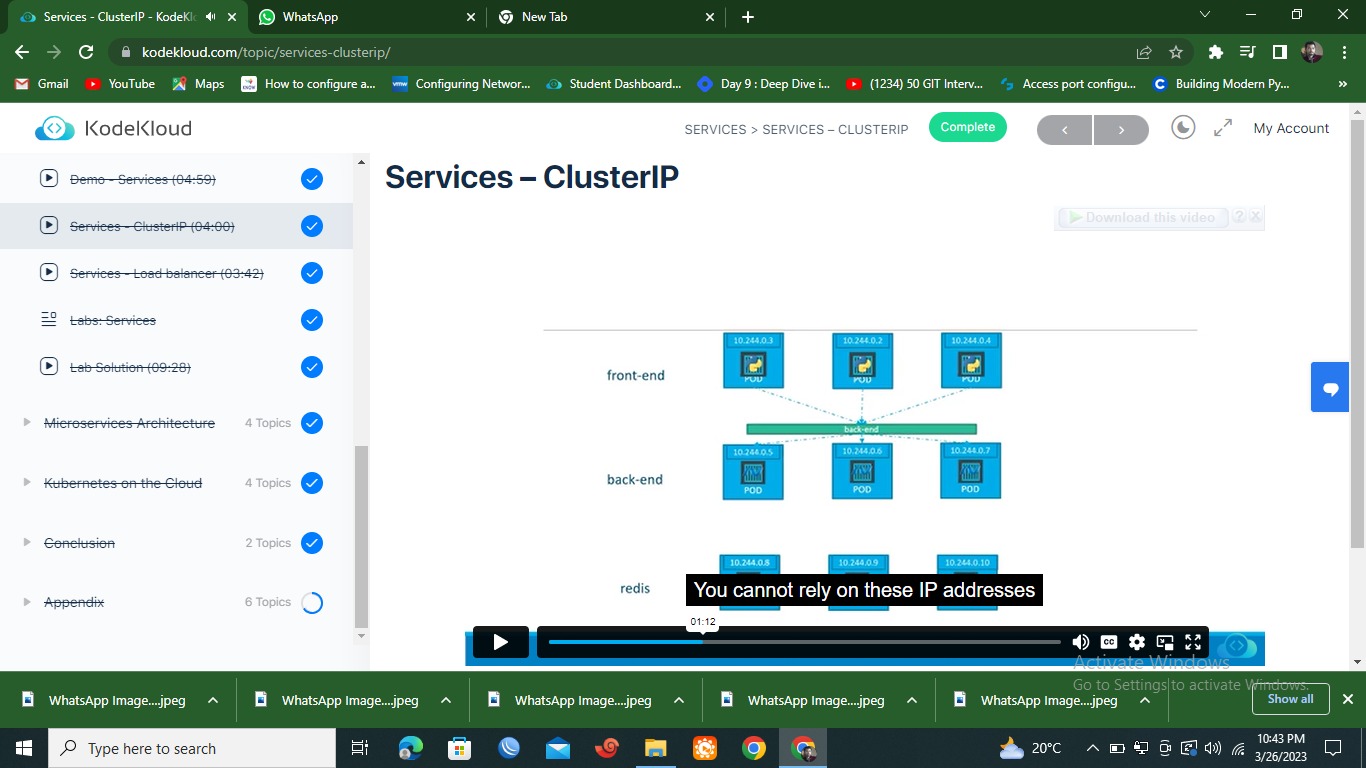 Services - ClusterIP - KodeKl
WhatsApp
New Tab
kodekloud.com/topic/services-clusterip/
Gmail
YouTube
Maps
How to configure a...
Configuring Networ...
Student Dashboard...
Day 9 : Deep Dive i...
(1234) 50 GIT Interv...
Access port configu...
Building Modern Py...
KodeKloud
SERVICES > SERVICES – CLUSTERIP
Complete
My Account
Demo - Services (04:59)
Services - ClusterIP (04:00)
Services - Load balancer (03:42)
Labs: Services
Lab Solution (09:28)
Microservices Architecture 4 Topics
Kubernetes on the Cloud 4 Topics
Conclusion 2 Topics
Appendix 6 Topics
Services – ClusterIP
Download this video ? X
10.244.0.3 10.244.0.2 10.244.0.4
front-end
POD POD POD
back-end
10.244.0.5 10.244.0.6 10.244.0.7
back-end
POD POD POD
10.244.0.8 10.244.0.9 10.244.0.10
redis
You cannot rely on these IP addresses
01:12
CC
Activate Windows
Go to Settings to activate Windows.
WhatsApp Image....jpeg
WhatsApp Image....jpeg
WhatsApp Image....jpeg
WhatsApp Image....jpeg
WhatsApp Image....jpeg
Show all
Type here to search
20°C
10:43 PM
3/26/2023